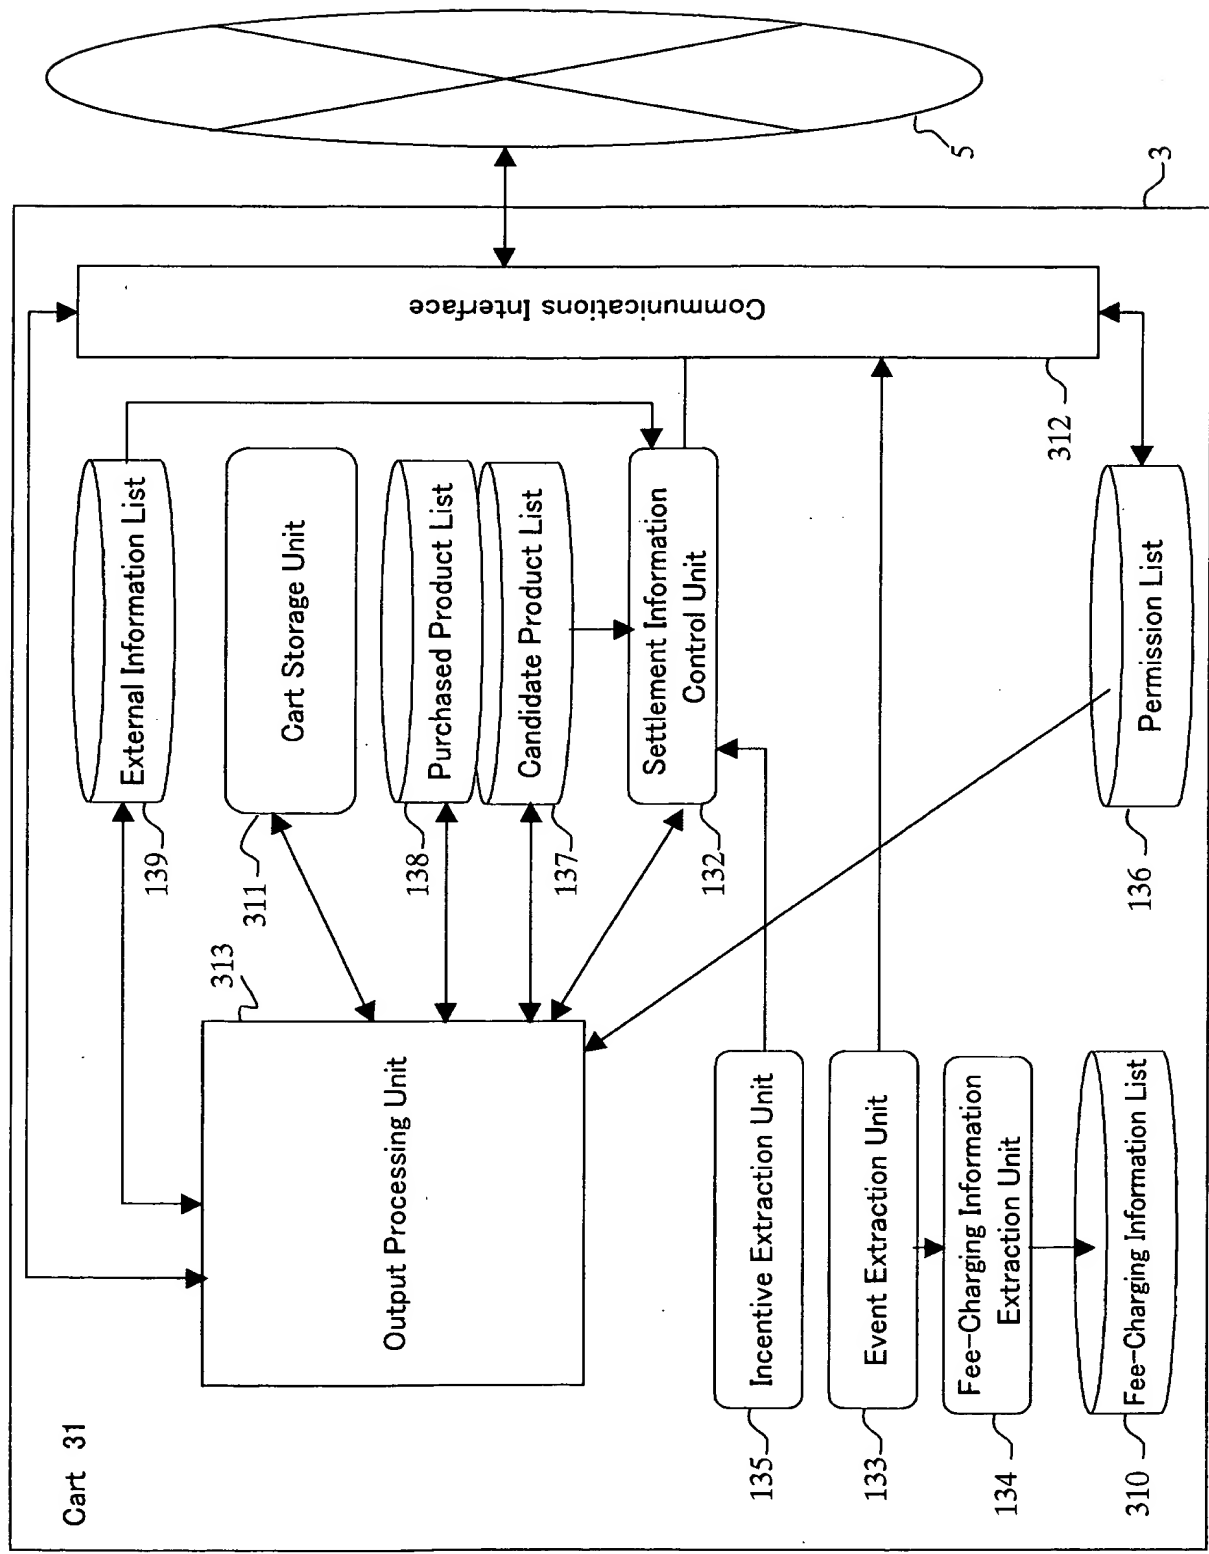 Cart 31
Output Processing Unit
313
External Information List
139
Cart Storage Unit
311
Purchased Product List
138
Candidate Product List
137
Settlement Information
Control Unit
132
Incentive Extraction Unit
135
Event Extraction Unit
133
Fee-Charging Information
Extraction Unit
134
Fee-Charging Information List
310
Permission List
136
Communications Interface
312
3
5